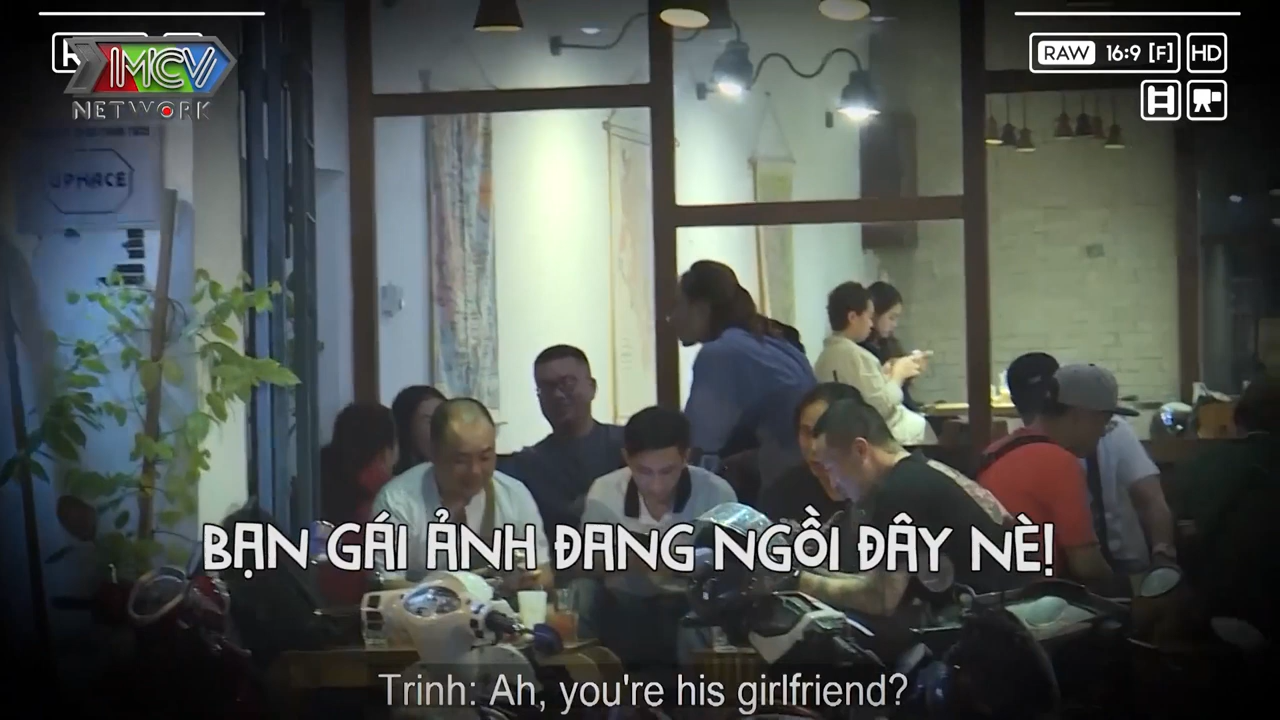 MCV
NETWORK
RAW 16:9 [F] HD
UPHACE
BẠN GÁI ẢNH ĐANG NGỒI ĐÂY NÈ!
Trinh: Ah, you're his girlfriend?